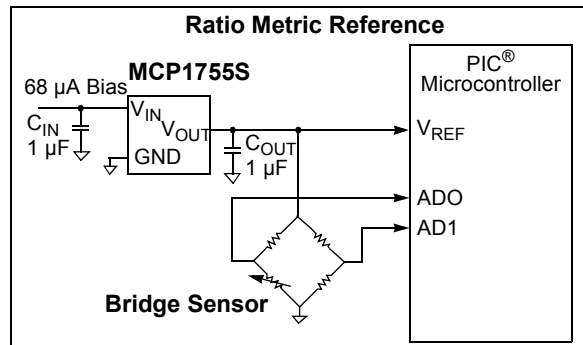 Ratio Metric Reference
PIC®
Microcontroller
MCP1755S
68 µA Bias
VIN
VOUT
GND
CIN
1 µF
COUT
1 µF
VREF
ADO
AD1
Bridge Sensor